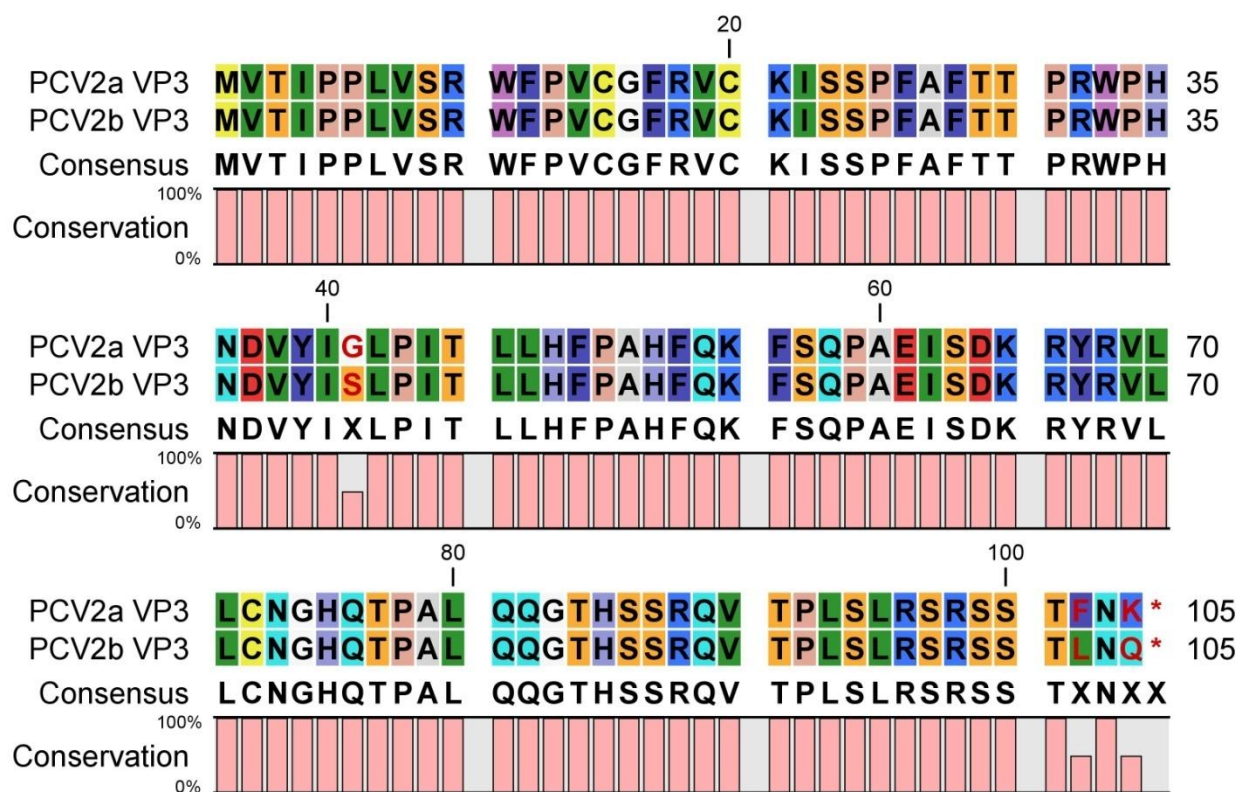 20
PCV2a VP3 MVTIPPLVSR WFPVCGFRVC KISSPFAFTT PRWPH 35
PCV2b VP3 MVTIPPLVSR WFPVCGFRVC KISSPFAFTT PRWPH 35
Consensus MVTIPPLVSR WFPVCGFRVC KISSPFAFTT PRWPH
100%
Conservation
0%
40 60
PCV2a VP3 NDVYIGLPIT LLHFPAHFQK FSQPAEISDK RYRVL 70
PCV2b VP3 NDVYISLPIT LLHFPAHFQK FSQPAEISDK RYRVL 70
Consensus NDVYIXLPIT LLHFPAHFQK FSQPAEISDK RYRVL
100%
Conservation
0%
80 100
PCV2a VP3 LCNGHQTPAL QQGTHSSRQV TPLSLRSRSS TFNK* 105
PCV2b VP3 LCNGHQTPAL QQGTHSSRQV TPLSLRSRSS TLNQ* 105
Consensus LCNGHQTPAL QQGTHSSRQV TPLSLRSRSS TXNXX
100%
Conservation
0%